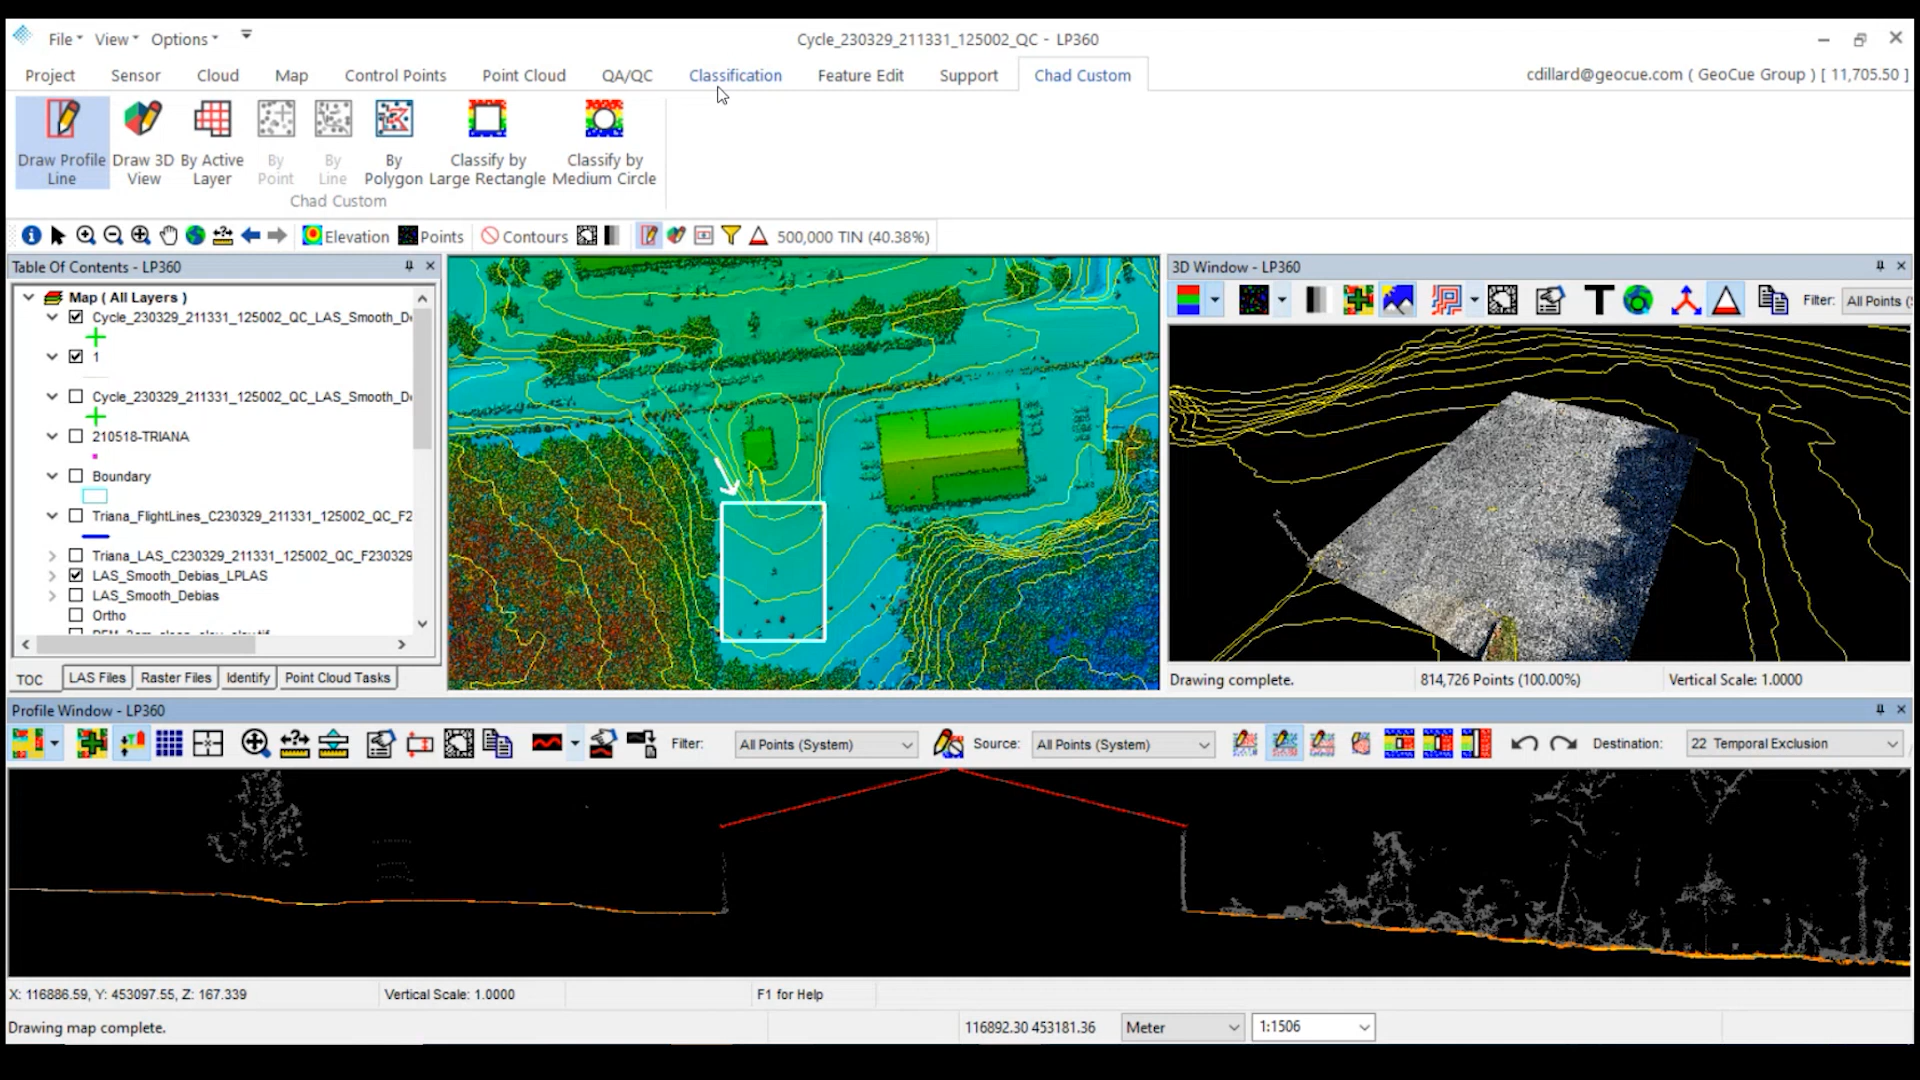 File View Options
Cycle_230329_211331_125002_QC - LP360
Project Sensor Cloud Map Control Points Point Cloud QA/QC Classification Feature Edit Support Chad Custom
cdillard@geocue.com ( GeoCue Group ) [ 11,705.50 ]
Draw Profile Line
Draw 3D View
By Active Layer
By Point
By Line
By Polygon
Classify by Large Rectangle
Classify by Medium Circle
Chad Custom
Elevation Points Contours 500,000 TIN (40.38%)
Table Of Contents - LP360
Map ( All Layers )
Cycle_230329_211331_125002_QC_LAS_Smooth_D
1
Cycle_230329_211331_125002_QC_LAS_Smooth_D
210518-TRIANA
Boundary
Triana_FlightLines_C230329_211331_125002_QC_F2
Triana_LAS_C230329_211331_125002_QC_F230329
LAS_Smooth_Debias_LPLAS
LAS_Smooth_Debias
Ortho
TOC LAS Files Raster Files Identify Point Cloud Tasks
3D Window - LP360
Filter: All Points (
Drawing complete. 814,726 Points (100.00%) Vertical Scale: 1.0000
Profile Window - LP360
Filter: All Points (System) Source: All Points (System) Destination: 22 Temporal Exclusion
X: 116886.59, Y: 453097.55, Z: 167.339 Vertical Scale: 1.0000 F1 for Help
Drawing map complete. 116892.30 453181.36 Meter 1:1506